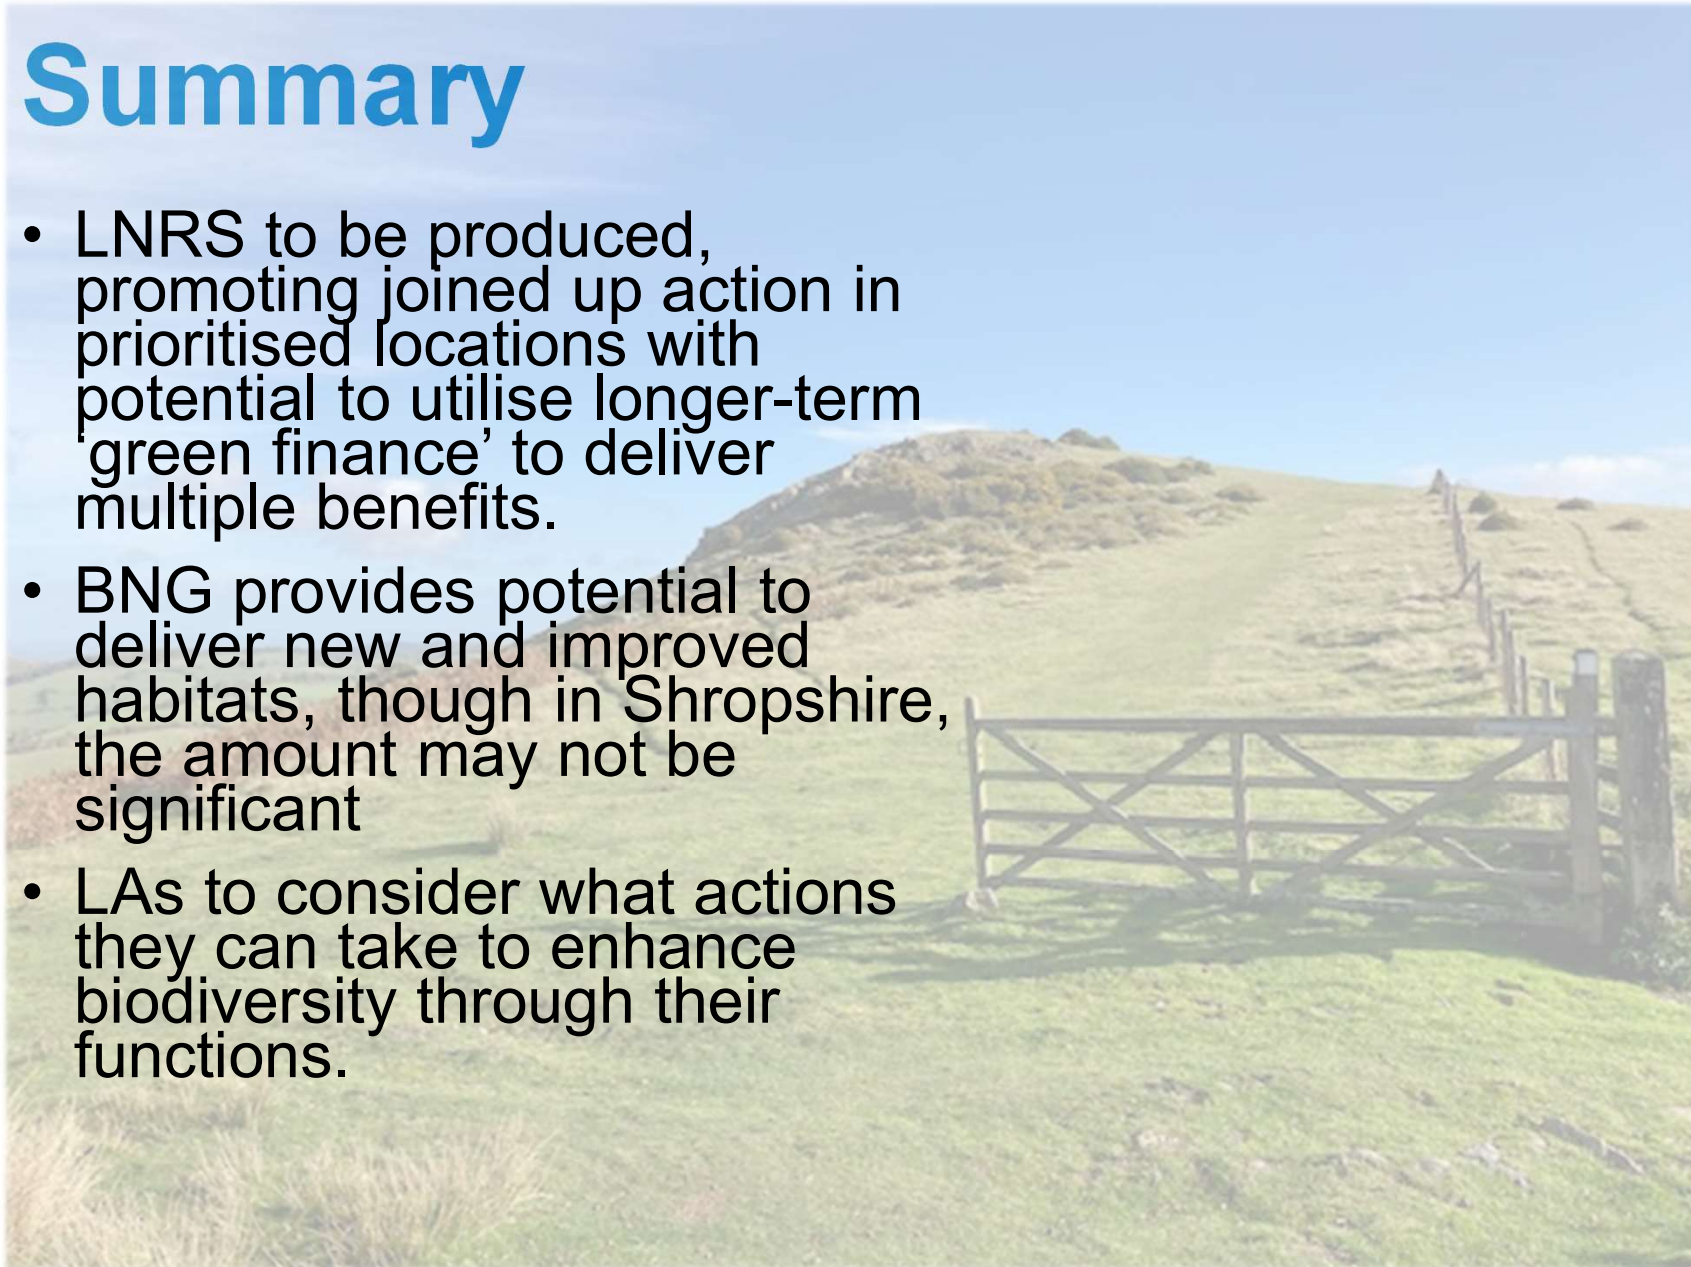 Summary
• LNRS to be produced,
promoting joined up action in
prioritised locations with
potential to utilise longer-term
‘green finance’ to deliver
multiple benefits.
• BNG provides potential to
deliver new and improved
habitats, though in Shropshire,
the amount may not be
significant
• LAs to consider what actions
they can take to enhance
biodiversity through their
functions.